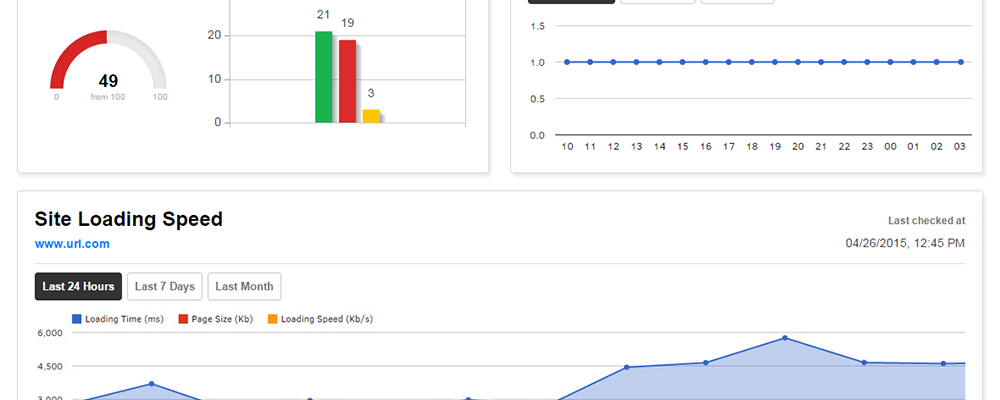 21
19
20
3
10
0
49
0
from 100
100
1.5
1.0
0.5
0.0
10 11 12 13 14 15 16 17 18 19 20 21 22 23 00 01 02 03
Site Loading Speed
Last checked at
www.url.com
04/26/2015, 12:45 PM
Last 24 Hours
Last 7 Days
Last Month
Loading Time (ms)
Page Size (Kb)
Loading Speed (Kb/s)
6,000
4,500
3,000